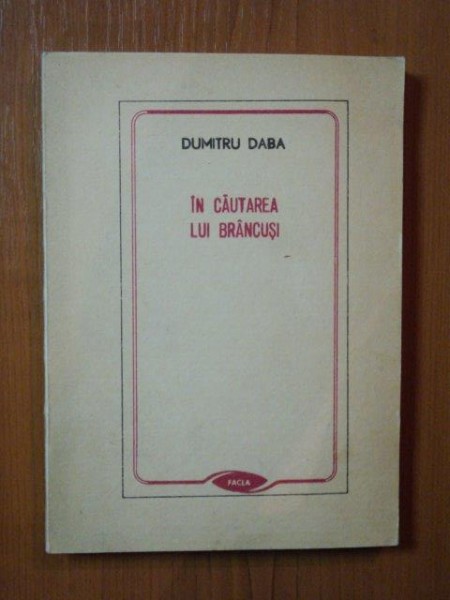 DUMITRU DABA
ÎN CĂUTAREA
LUI BRÂNCUȘI
FACLA